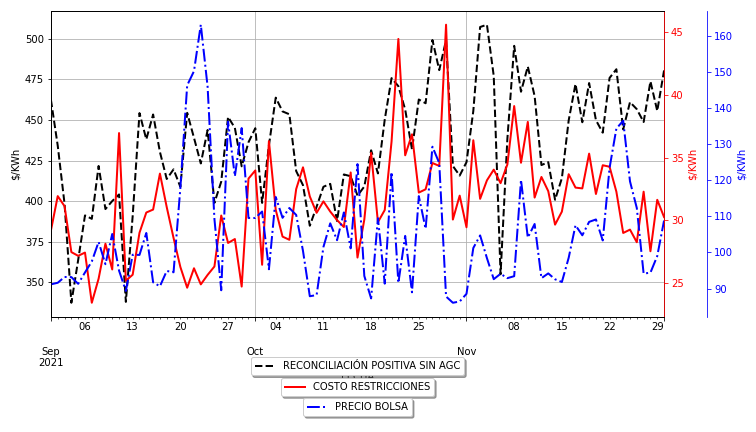 500
475
450
425
400
375
350
$/KWh
45
40
35
30
25
$/KWh
160
150
140
130
120
110
100
90
$/KWh
06 13 20 27 04 11 18 25 08 15 22 29
Sep Oct Nov
2021
RECONCILIACIÓN POSITIVA SIN AGC
COSTO RESTRICCIONES
PRECIO BOLSA